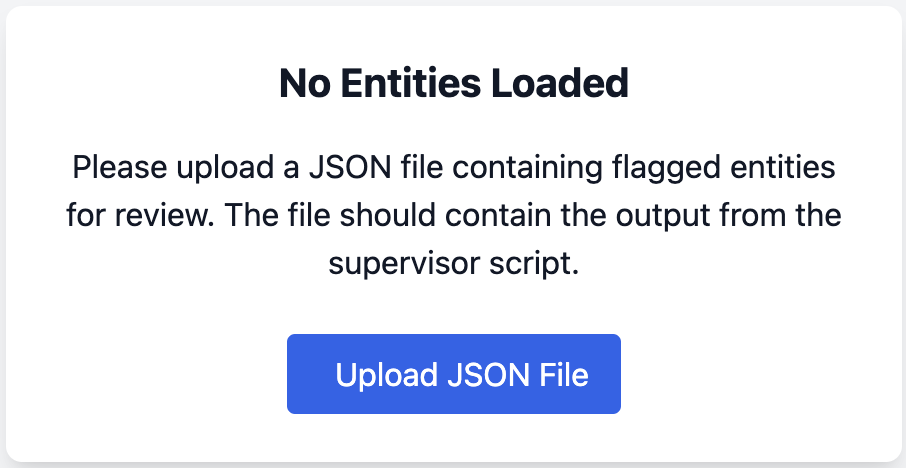 No Entities Loaded
Please upload a JSON file containing flagged entities
for review. The file should contain the output from the
supervisor script.
Upload JSON File